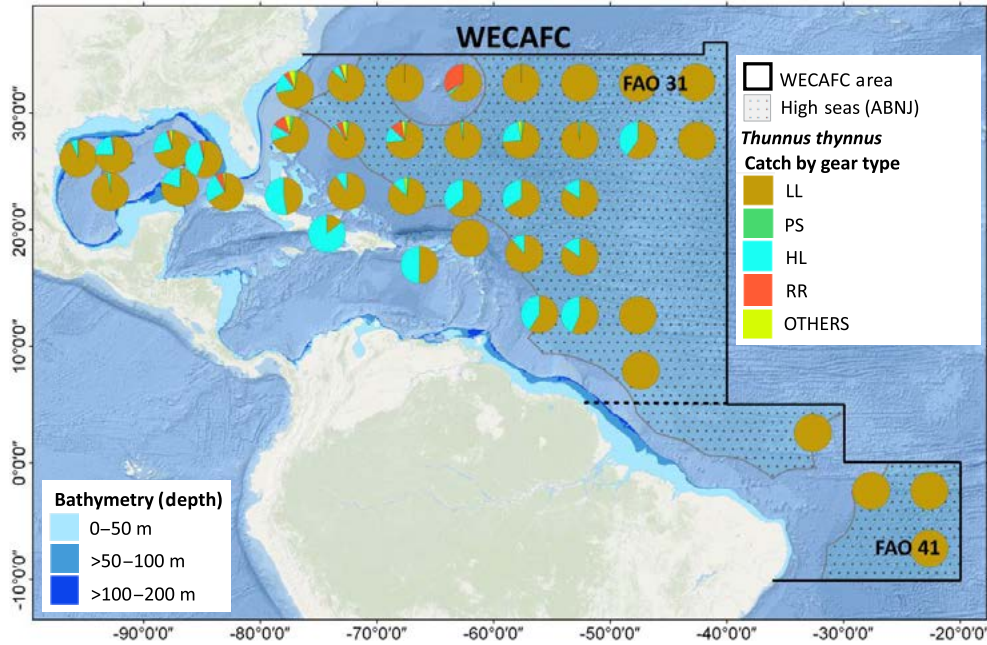 WECAFC
FAO 31
WECAFC area
High seas (ABNJ)
Thunnus thynnus
Catch by gear type
LL
PS
HL
RR
OTHERS
30°0'0"
20°0'0"
10°0'0"
0°0'0"
-10°0'0"
FAO 41
Bathymetry (depth)
0–50 m
>50–100 m
>100–200 m
-90°0'0" -80°0'0" -70°0'0" -60°0'0" -50°0'0" -40°0'0" -30°0'0" -20°0'0"